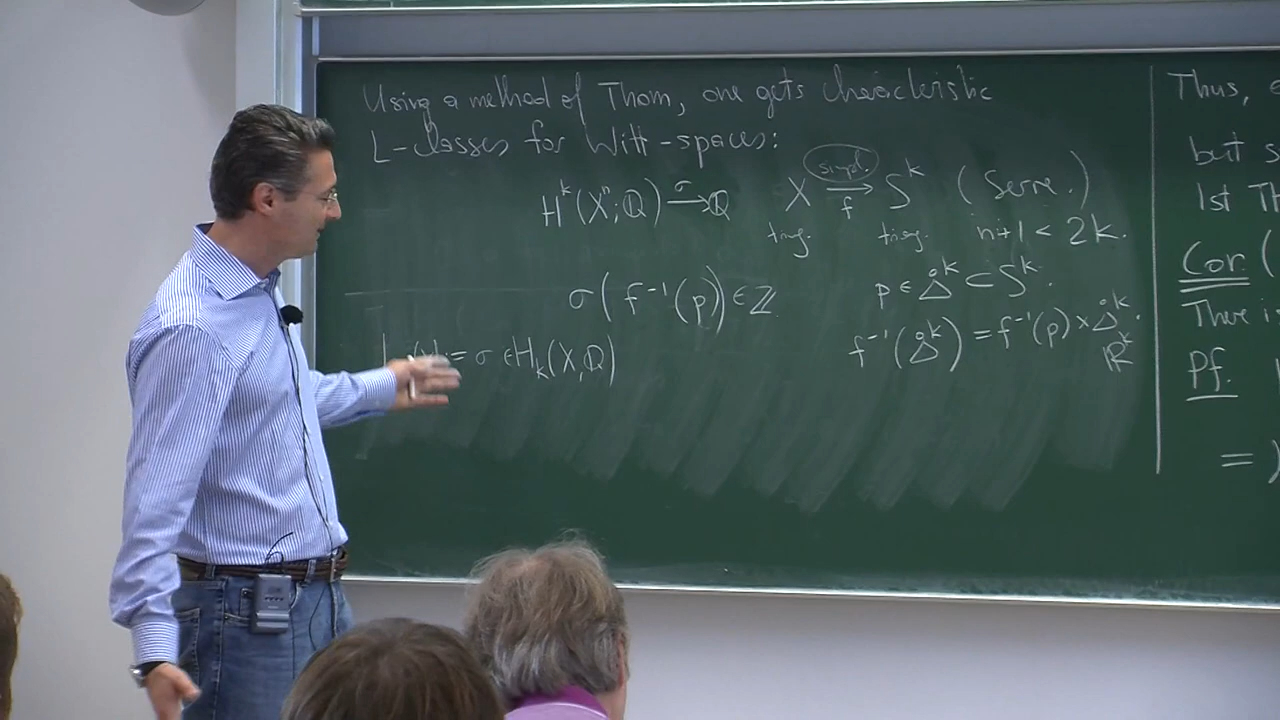 Using a method of Thom, one gets characteristic
L-classes for Witt-spaces:
H^k(X^n; ℚ) —σ→ ℚ
X —simpl. f→ S^k (Serre.)
triang. triang. n+1 < 2k.
σ(f^{-1}(p)) ∈ ℤ
p ∈ Δ̊^k ⊂ S^k.
f^{-1}(Δ̊^k) = f^{-1}(p) × Δ̊^k.
ℝ^k
= σ ∈ H_k(X, ℚ)
Thus,
but
1st Th
Cor. (
There i
Pf.
=